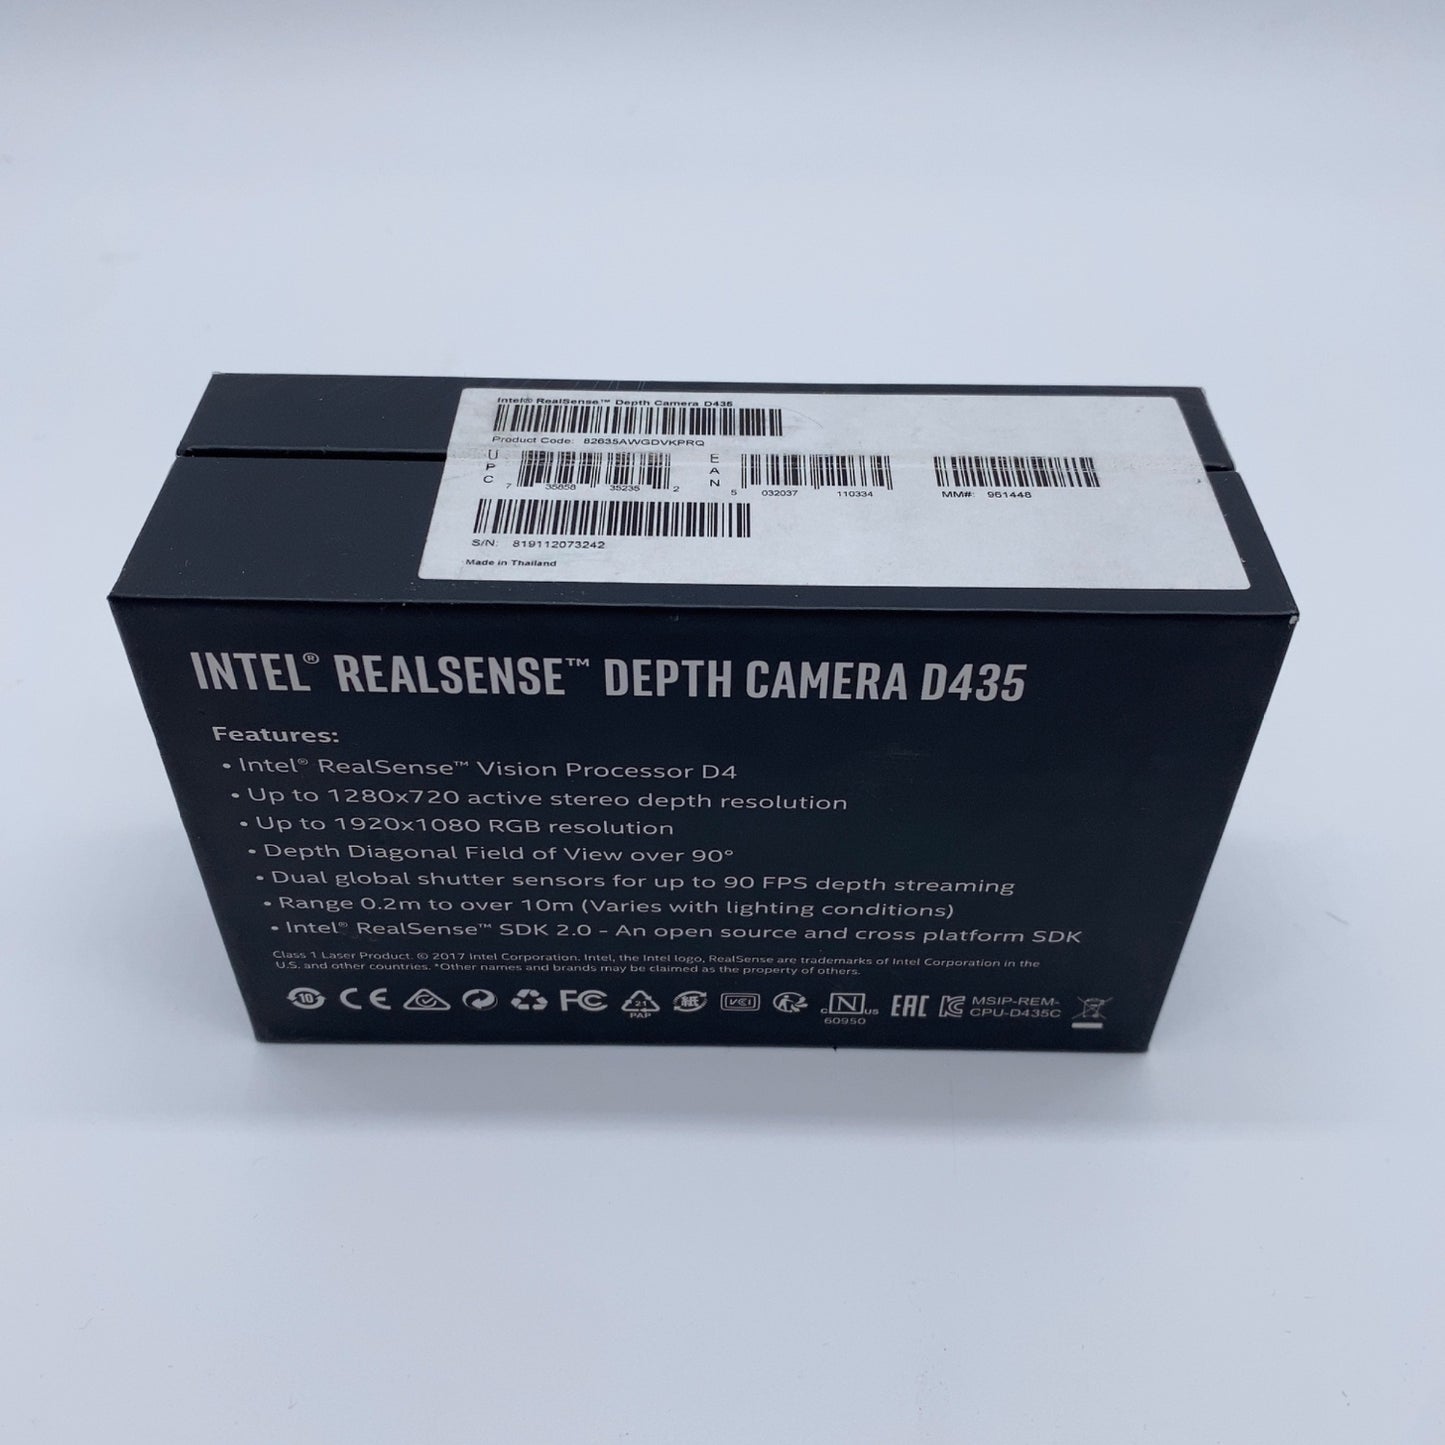 Intel® RealSense™ Depth Camera D435
Product Code: 82635AWGDVKPRQ
UPC 7 35858 35235 2
EAN 5 032037 110334
MM#: 961448
S/N: 819112073242
Made in Thailand
INTEL® REALSENSE™ DEPTH CAMERA D435
Features:
• Intel® RealSense™ Vision Processor D4
• Up to 1280x720 active stereo depth resolution
• Up to 1920x1080 RGB resolution
• Depth Diagonal Field of View over 90°
• Dual global shutter sensors for up to 90 FPS depth streaming
• Range 0.2m to over 10m (Varies with lighting conditions)
• Intel® RealSense™ SDK 2.0 - An open source and cross platform SDK
Class 1 Laser Product. © 2017 Intel Corporation. Intel, the Intel logo, RealSense are trademarks of Intel Corporation in the
U.S. and other countries. *Other names and brands may be claimed as the property of others.
10 CE FC 21 PAP 紙 VCI c N us 60950 EAC MSIP-REM-
CPU-D435C